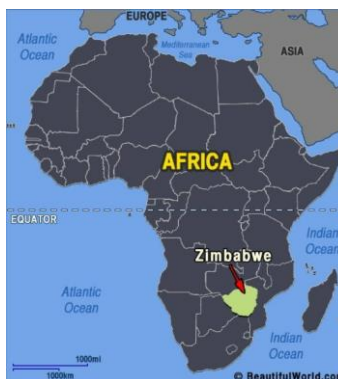 EUROPE
Atlantic
Ocean
Mediterranean
Sea
ASIA
AFRICA
EQUATOR
Indian
Ocean
Zimbabwe
Atlantic
Ocean
Indian
Ocean
1000mi
1000km
© BeautifulWorld.com